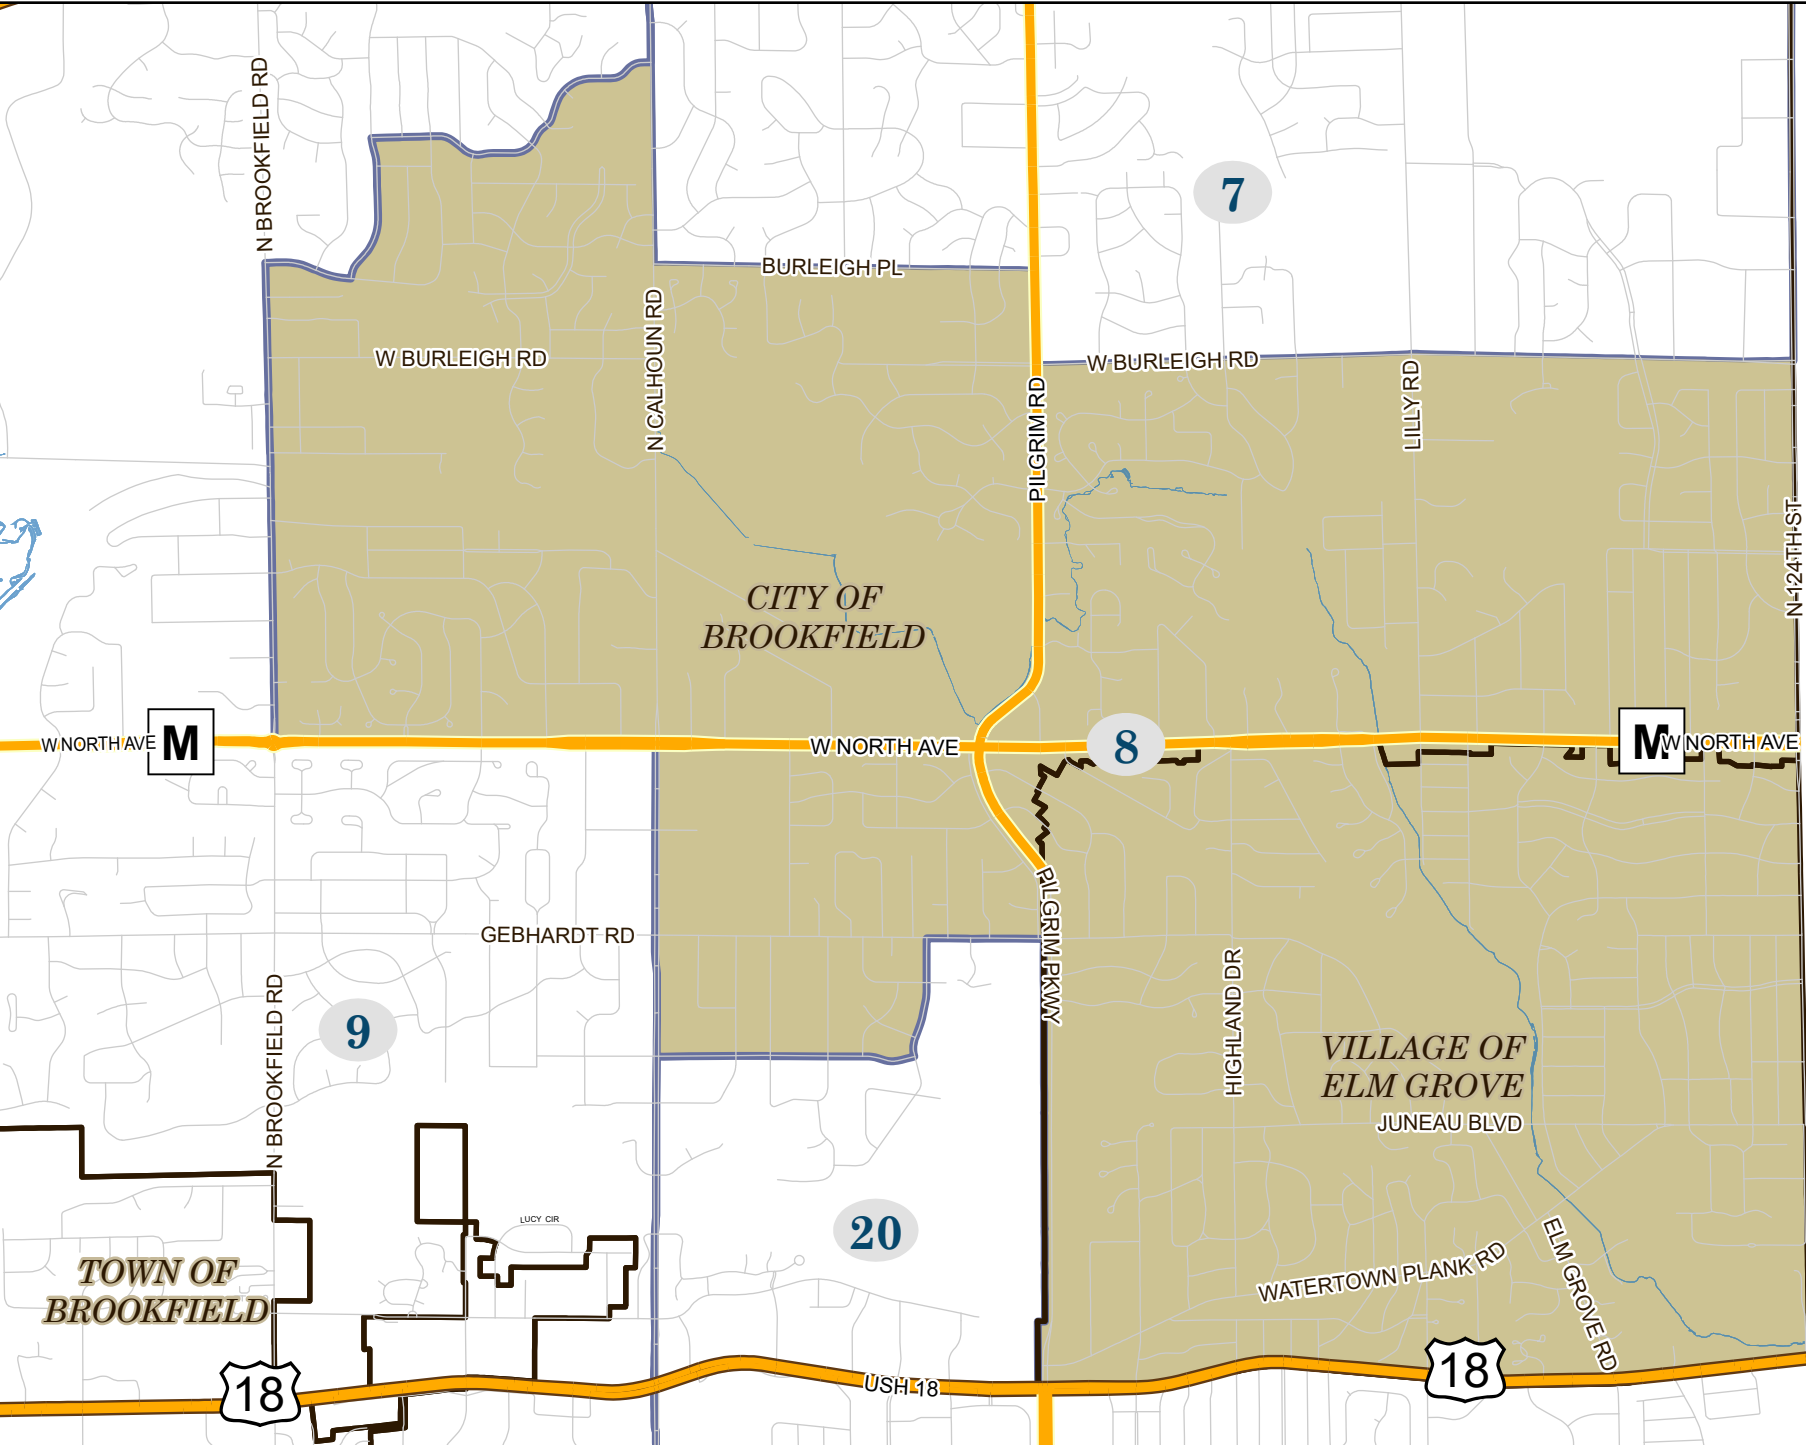 N BROOKFIELD RD
7
BURLEIGH PL
N CALHOUN RD
W BURLEIGH RD
W BURLEIGH RD
PILGRIM RD
LILLY RD
N 124TH ST
CITY OF
BROOKFIELD
W NORTH AVE
M
W NORTH AVE
8
M
W NORTH AVE
PILGRIM PKWY
GEBHARDT RD
N BROOKFIELD RD
9
HIGHLAND DR
VILLAGE OF
ELM GROVE
JUNEAU BLVD
LUCY CIR
20
TOWN OF
BROOKFIELD
WATERTOWN PLANK RD
ELM GROVE RD
18
USH 18
18